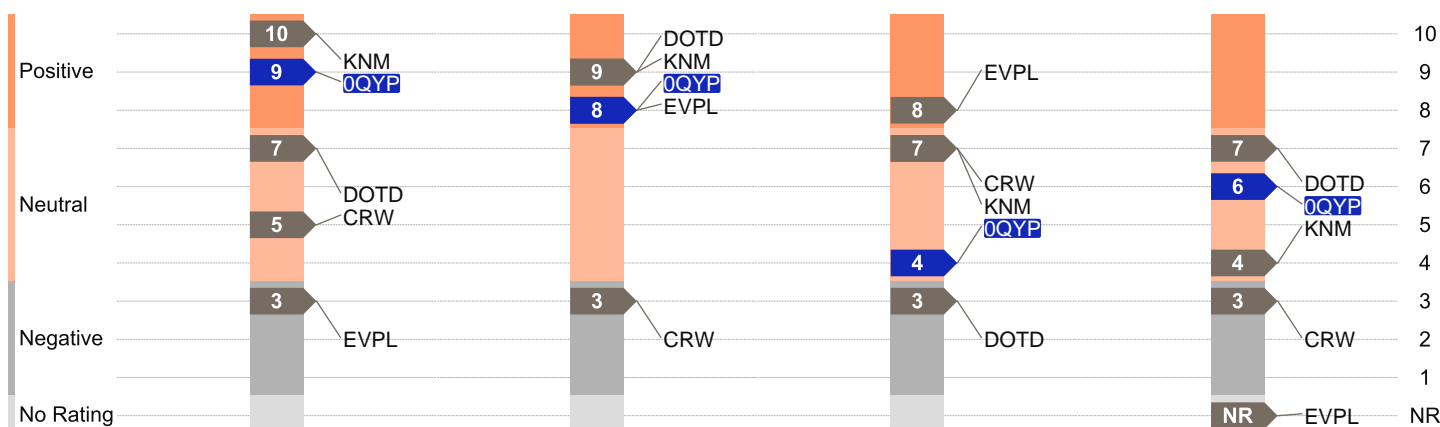 Positive
Neutral
Negative
No Rating
10
9
7
5
3
KNM
0QYP
DOTD
CRW
EVPL
9
8
3
DOTD
KNM
0QYP
EVPL
CRW
8
7
4
3
EVPL
CRW
KNM
0QYP
DOTD
7
6
4
3
NR
DOTD
0QYP
KNM
CRW
EVPL
10
9
8
7
6
5
4
3
2
1
NR